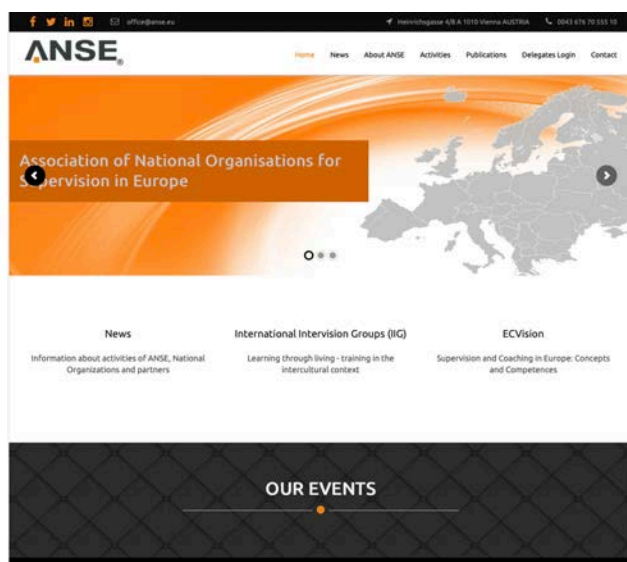 office@anse.eu
Heinrichsgasse 4/8 A 1010 Vienna AUSTRIA
0043 676 70 555 10
ANSE®
Home
News
About ANSE
Activities
Publications
Delegates Login
Contact
Association of National Organisations for
Supervision in Europe
News
Information about activities of ANSE, National
Organizations and partners
International Intervision Groups (IIG)
Learning through living - training in the
intercultural context
ECVision
Supervision and Coaching in Europe: Concepts
and Competences
OUR EVENTS